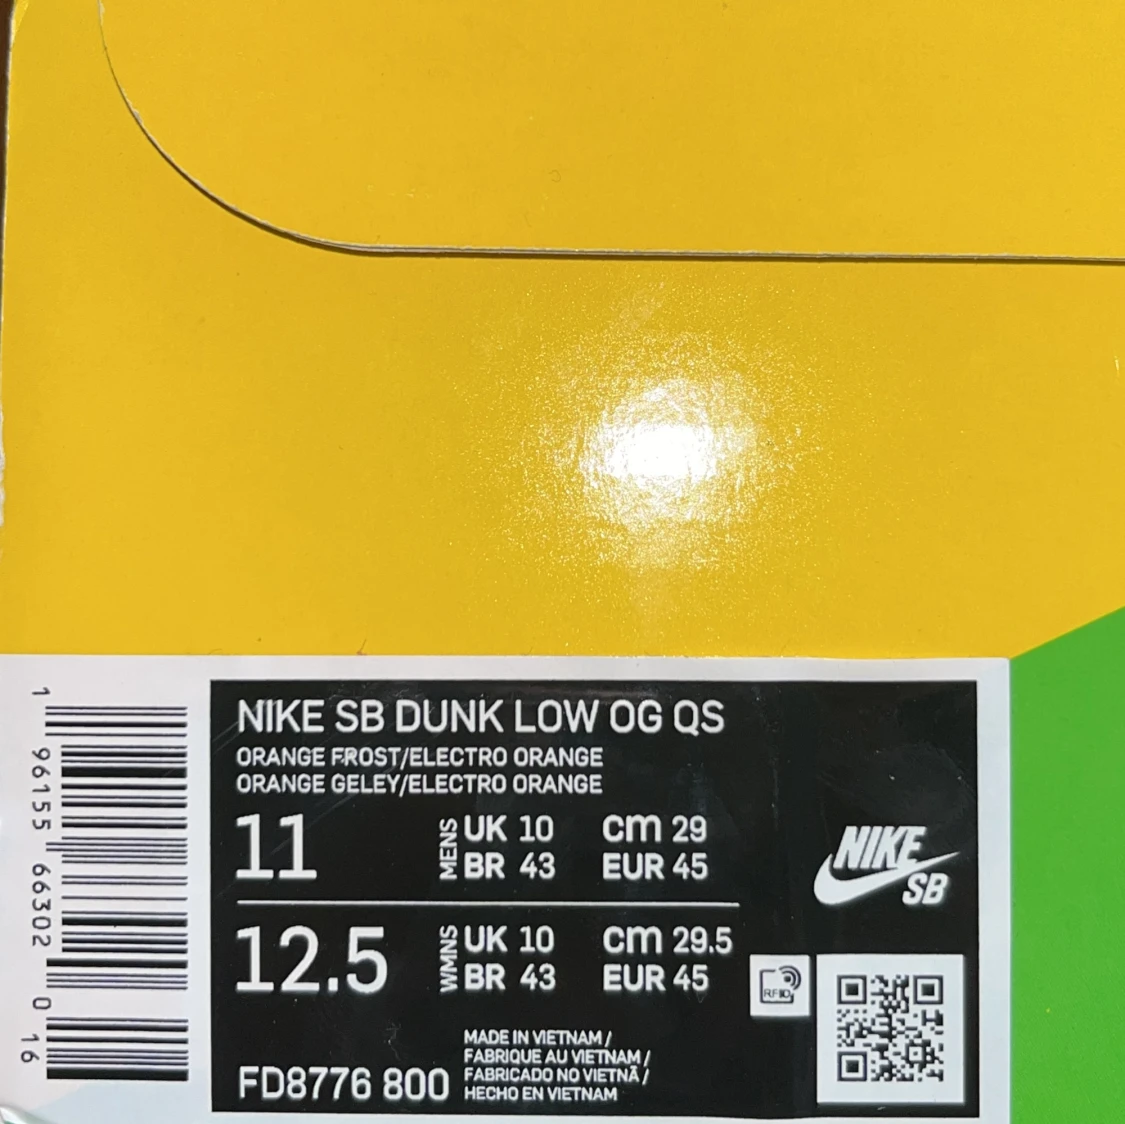 NIKE SB DUNK LOW OG QS
ORANGE FROST/ELECTRO ORANGE
ORANGE GELEY/ELECTRO ORANGE
11 MENS UK 10 cm 29
BR 43 EUR 45
12.5 WMNS UK 10 cm 29.5
BR 43 EUR 45
NIKE
SB
RFID
MADE IN VIETNAM /
FABRIQUE AU VIETNAM /
FABRICADO NO VIETNÃ /
HECHO EN VIETNAM
FD8776 800
1 96155 66302 0 16